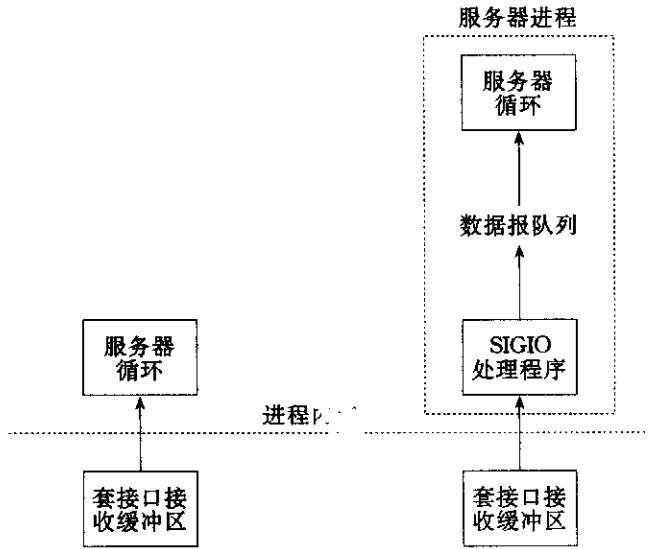 服务器进程
服务器
循环
数据报队列
服务器
循环
SIGIO
处理程序
进程
套接口接
收缓冲区
套接口接
收缓冲区